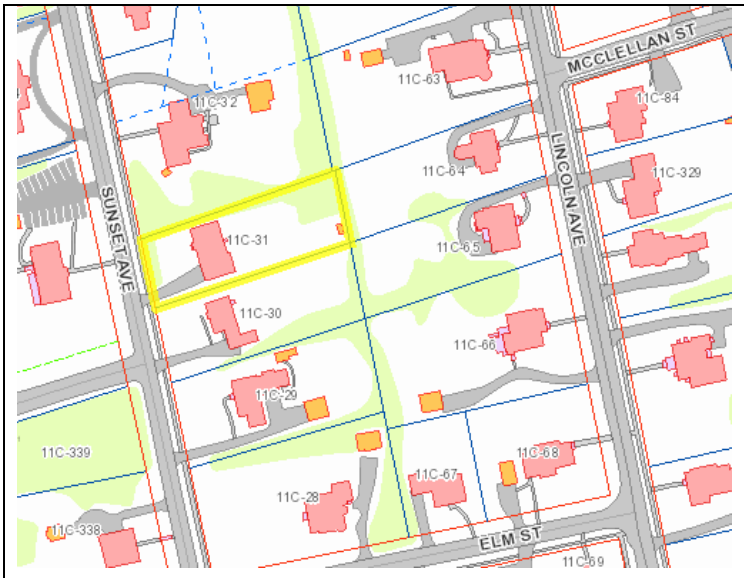 MCCLELLAN ST
11C-63
11C-32
11C-84
11C-64
11C-329
SUNSET AVE
LINCOLN AVE
11C-31
11C-65
11C-30
11C-66
11C-29
11C-339
11C-68
11C-67
11C-28
11C-338
ELM ST
11C-69